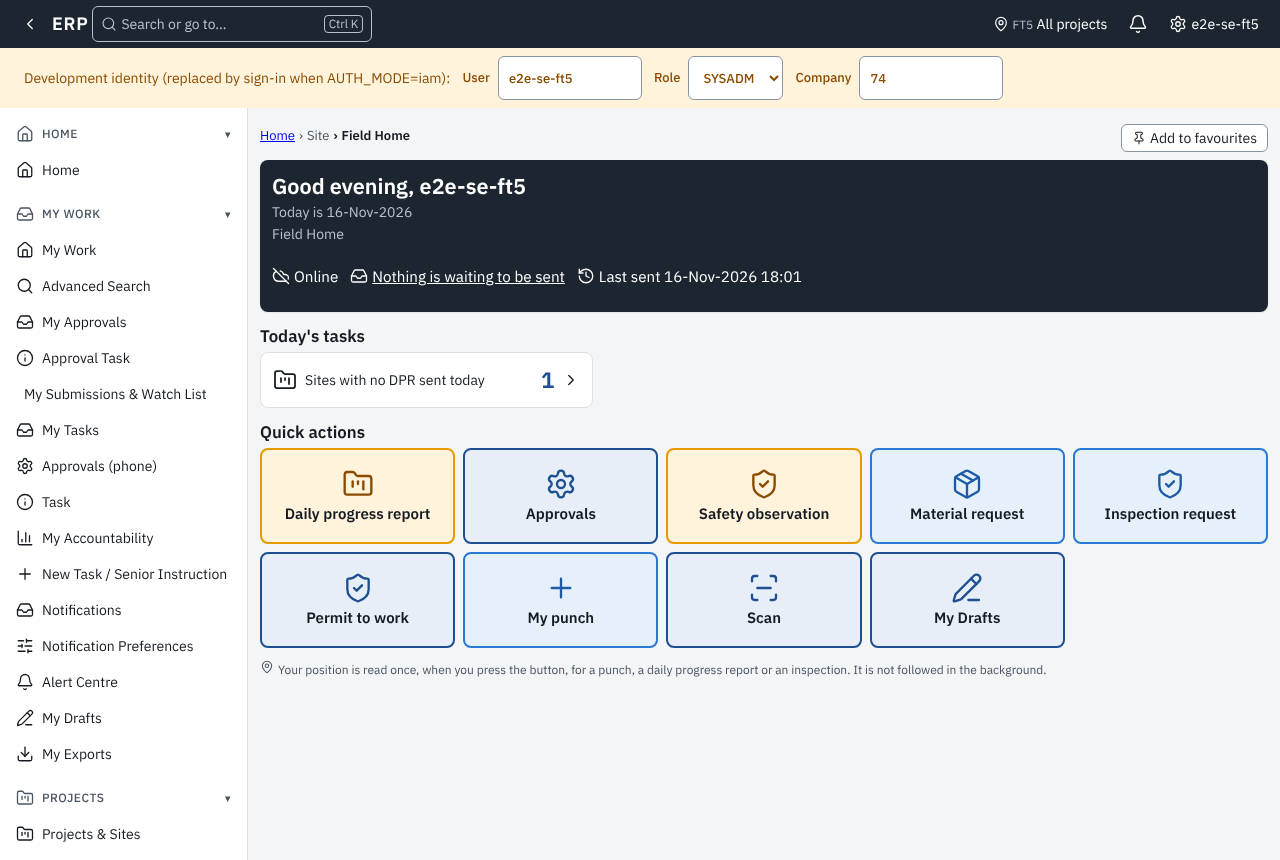 ERP
Search or go to…
Ctrl K
FT5 All projects
e2e-se-ft5
Development identity (replaced by sign-in when AUTH_MODE=iam):
User
e2e-se-ft5
Role
SYSADM
Company
74
HOME
Home
MY WORK
My Work
Advanced Search
My Approvals
Approval Task
My Submissions & Watch List
My Tasks
Approvals (phone)
Task
My Accountability
New Task / Senior Instruction
Notifications
Notification Preferences
Alert Centre
My Drafts
My Exports
PROJECTS
Projects & Sites
Home › Site › Field Home
Add to favourites
Good evening, e2e-se-ft5
Today is 16-Nov-2026
Field Home
Online
Nothing is waiting to be sent
Last sent 16-Nov-2026 18:01
Today's tasks
Sites with no DPR sent today
1
Quick actions
Daily progress report
Approvals
Safety observation
Material request
Inspection request
Permit to work
My punch
Scan
My Drafts
Your position is read once, when you press the button, for a punch, a daily progress report or an inspection. It is not followed in the background.